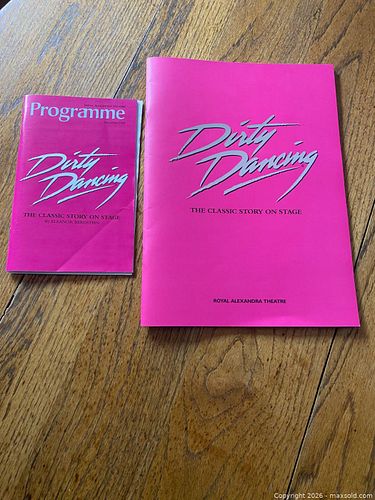 Programme
Dirty
Dancing
THE CLASSIC STORY ON STAGE
BY ELEANOR BERGSTEIN
Dirty
Dancing
THE CLASSIC STORY ON STAGE
ROYAL ALEXANDRA THEATRE
Copyright 2026 - maxsold.com